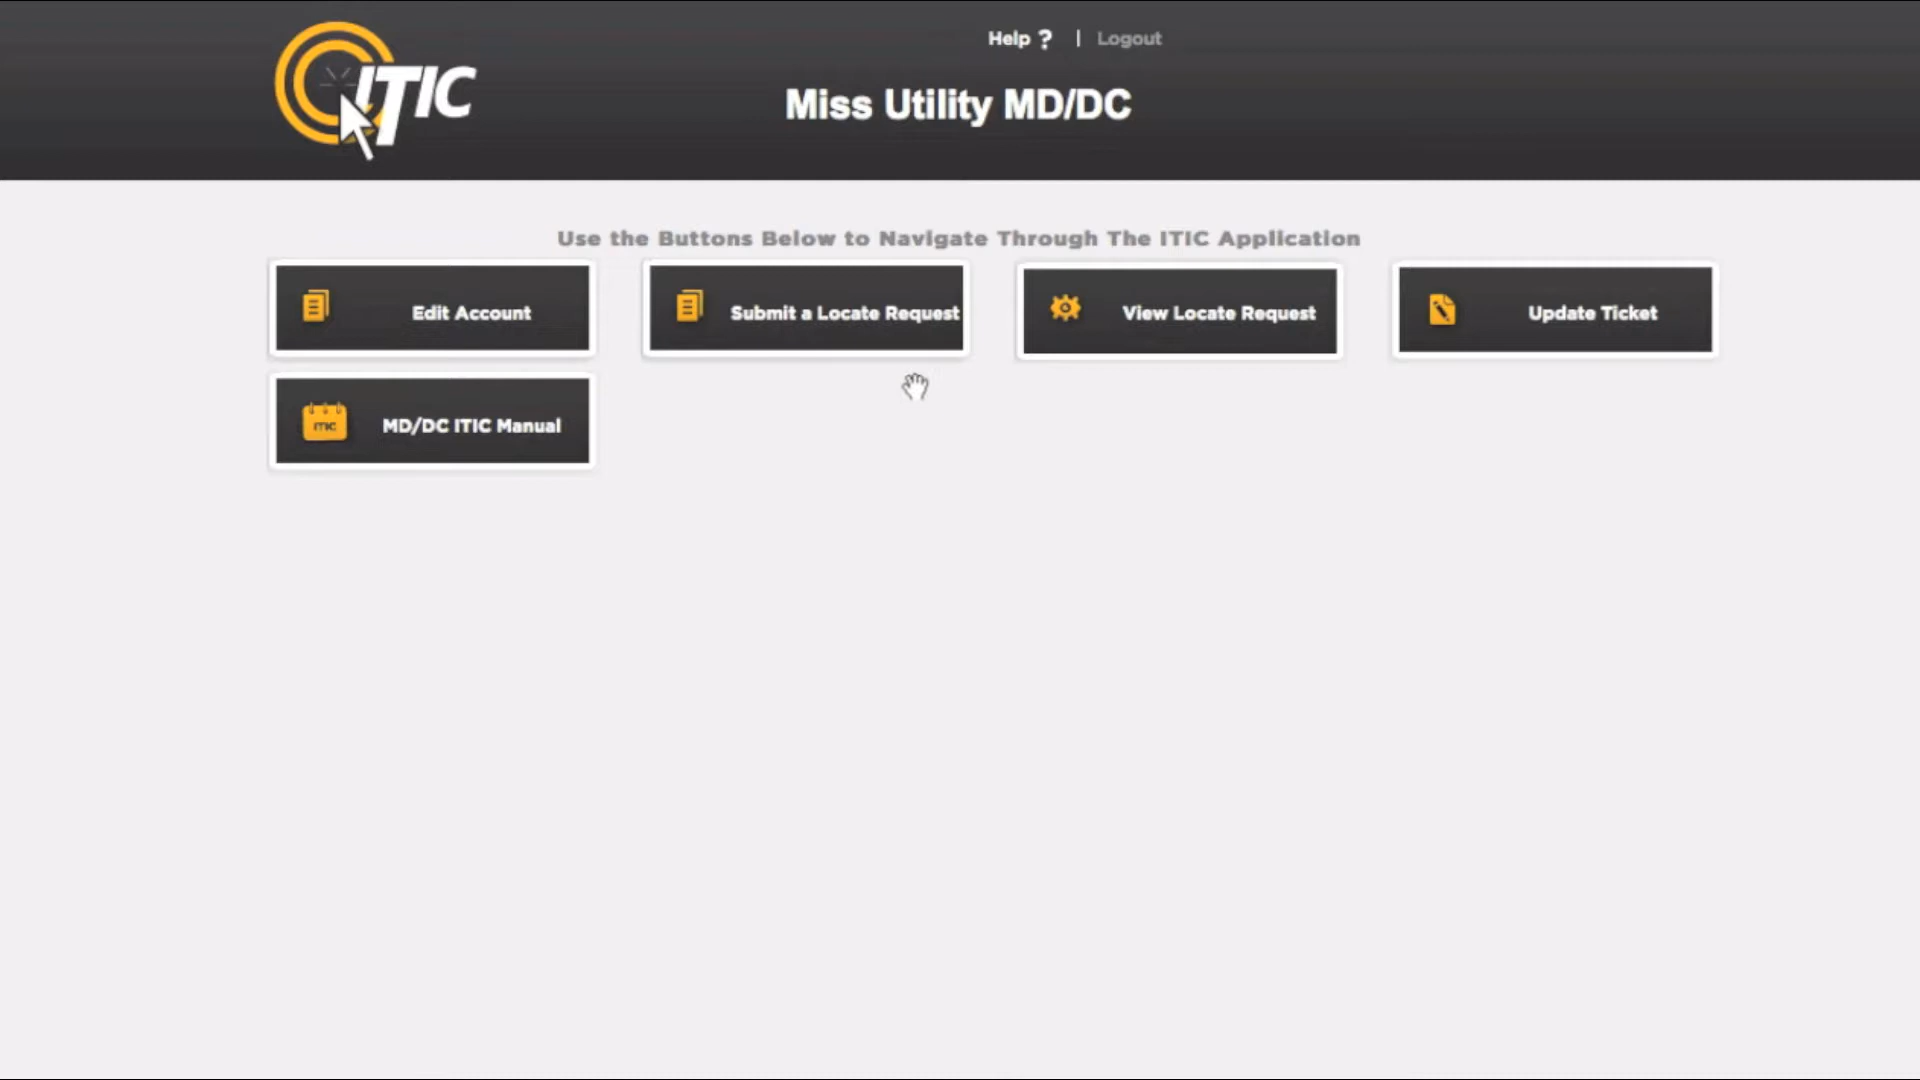 ITIC
Help ? | Logout
Miss Utility MD/DC
Use the Buttons Below to Navigate Through The ITIC Application
Edit Account
Submit a Locate Request
View Locate Request
Update Ticket
ITIC
MD/DC ITIC Manual